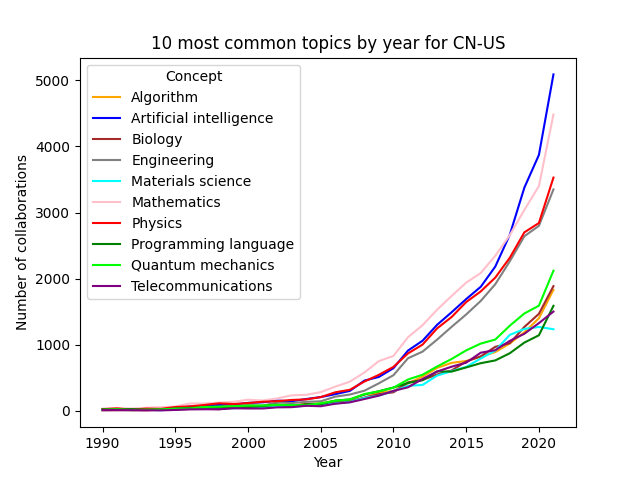 10 most common topics by year for CN-US
Number of collaborations
5000
4000
3000
2000
1000
0
Concept
Algorithm
Artificial intelligence
Biology
Engineering
Materials science
Mathematics
Physics
Programming language
Quantum mechanics
Telecommunications
1990 1995 2000 2005 2010 2015 2020
Year